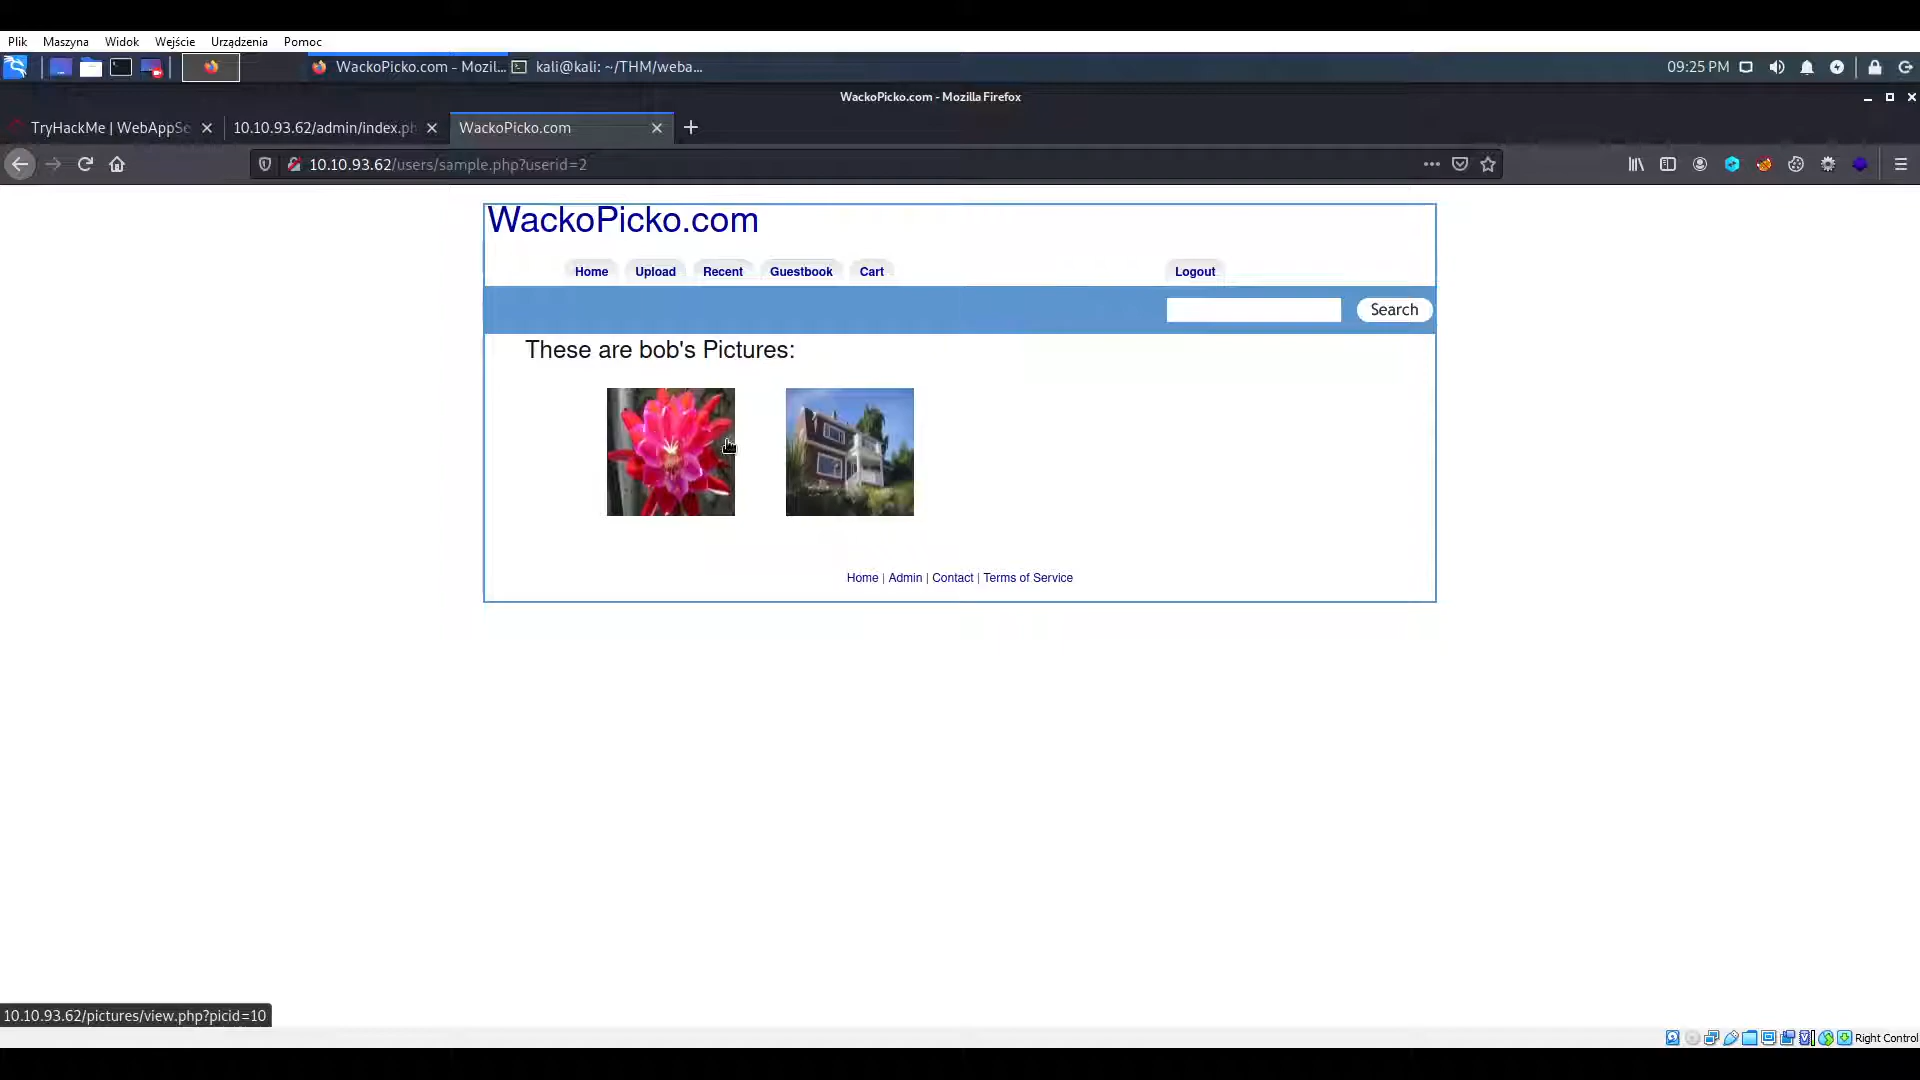 Plik Maszyna Widok Wejście Urządzenia Pomoc
WackoPicko.com - Mozil... kali@kali: ~/THM/weba... 09:25 PM
WackoPicko.com - Mozilla Firefox
TryHackMe | WebAppSe 10.10.93.62/admin/index.ph WackoPicko.com
10.10.93.62/users/sample.php?userid=2
WackoPicko.com
Home Upload Recent Guestbook Cart Logout
Search
These are bob's Pictures:
Home | Admin | Contact | Terms of Service
10.10.93.62/pictures/view.php?picid=10
Right Control